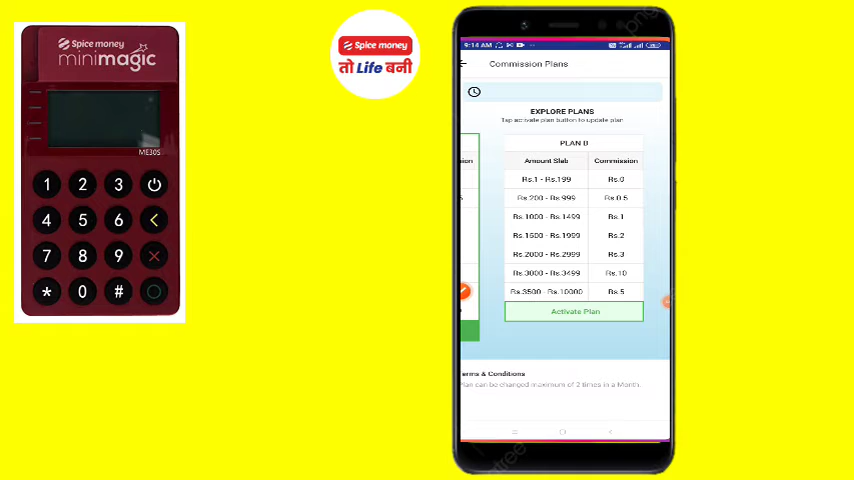 Spice money
minimagic
ME30S
1 2 3
4 5 6
7 8 9
* 0 #
Spice money
तो Life बनी
9:14 AM
Commission Plans
EXPLORE PLANS
Tap activate plan button to update plan
PLAN B
Amount Slab Commission
Rs.1 - Rs.199 Rs.0
Rs.200 - Rs.999 Rs.0.5
Rs.1000 - Rs.1499 Rs.1
Rs.1500 - Rs.1999 Rs.2
Rs.2000 - Rs.2999 Rs.3
Rs.3000 - Rs.3499 Rs.10
Rs.3500 - Rs.10000 Rs.5
Activate Plan
erms & Conditions
Plan can be changed maximum of 2 times in a Month.